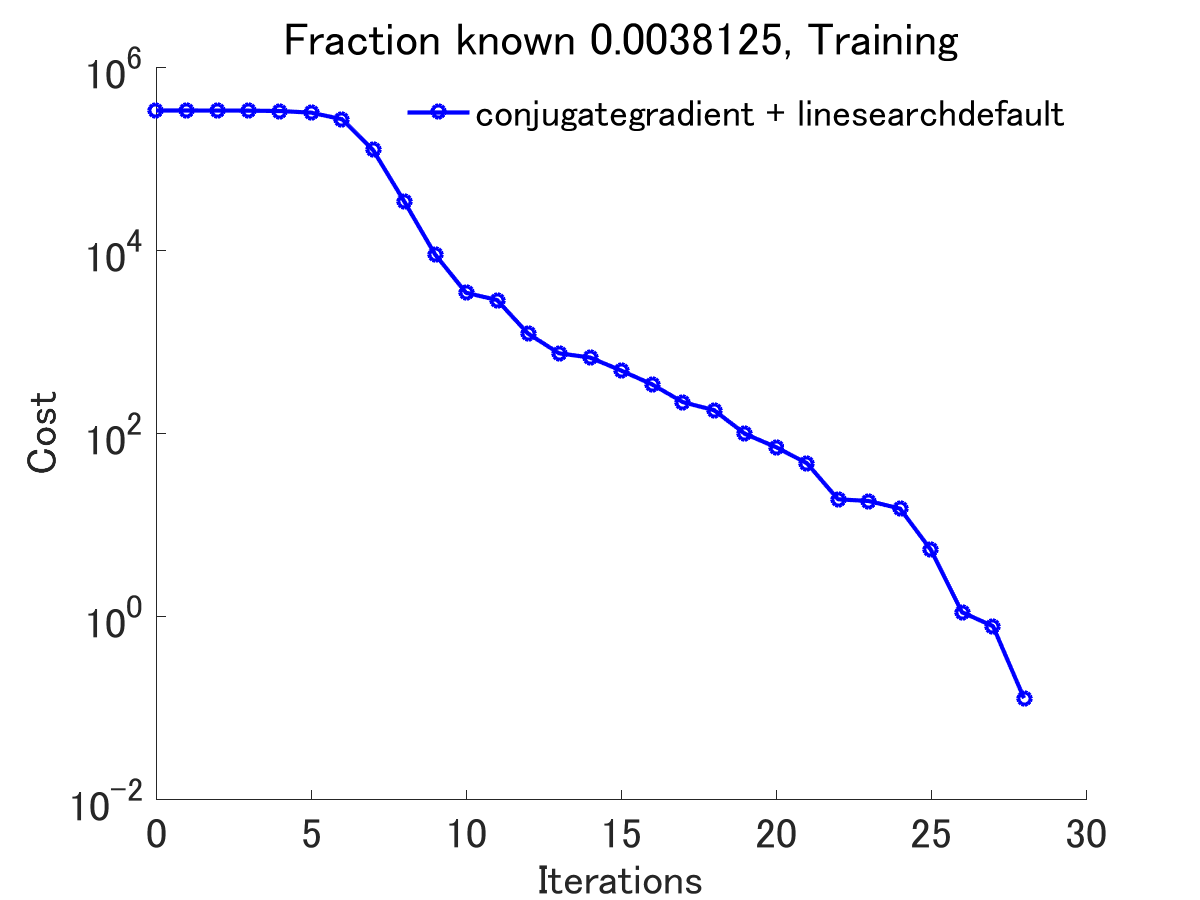 Fraction known 0.0038125, Training
conjugategradient + linesearchdefault
10^6
10^4
10^2
10^0
10^-2
Cost
0 5 10 15 20 25 30
Iterations